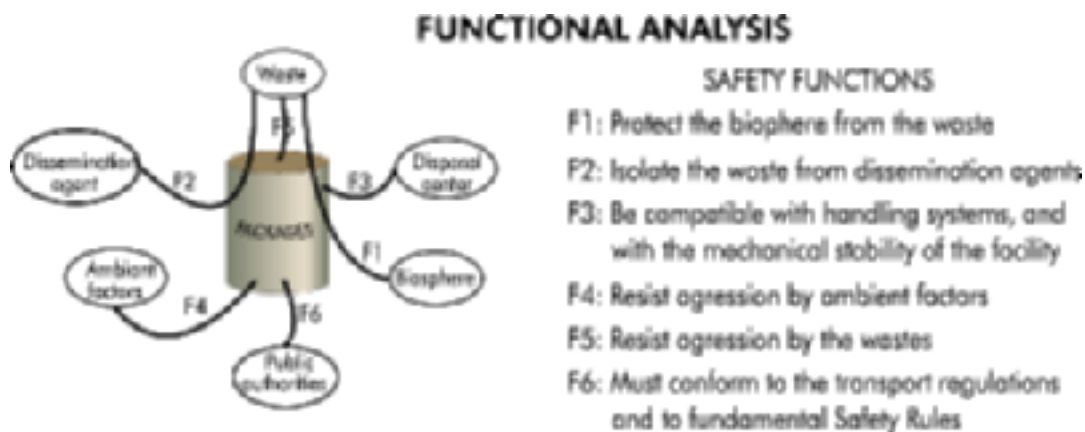 FUNCTIONAL ANALYSIS
Waste
F5
Dissemination
agent
F2
Disposal
center
F3
PACKAGES
F1
Biosphere
Ambiant
factors
F4
F6
Public
authorities
SAFETY FUNCTIONS
F1: Protect the biophere from the waste
F2: Isolate the waste from dissemination agents
F3: Be compatible with handling systems, and
with the mechanical stability of the facility
F4: Resist agression by ambient factors
F5: Resist agression by the wastes
F6: Must conform to the transport regulations
and to fundamental Safety Rules